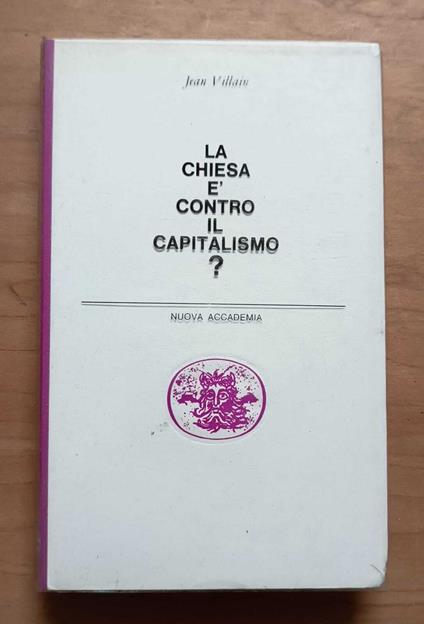 Jean Villain
LA
CHIESA
E'
CONTRO
IL
CAPITALISMO
?
NUOVA ACCADEMIA